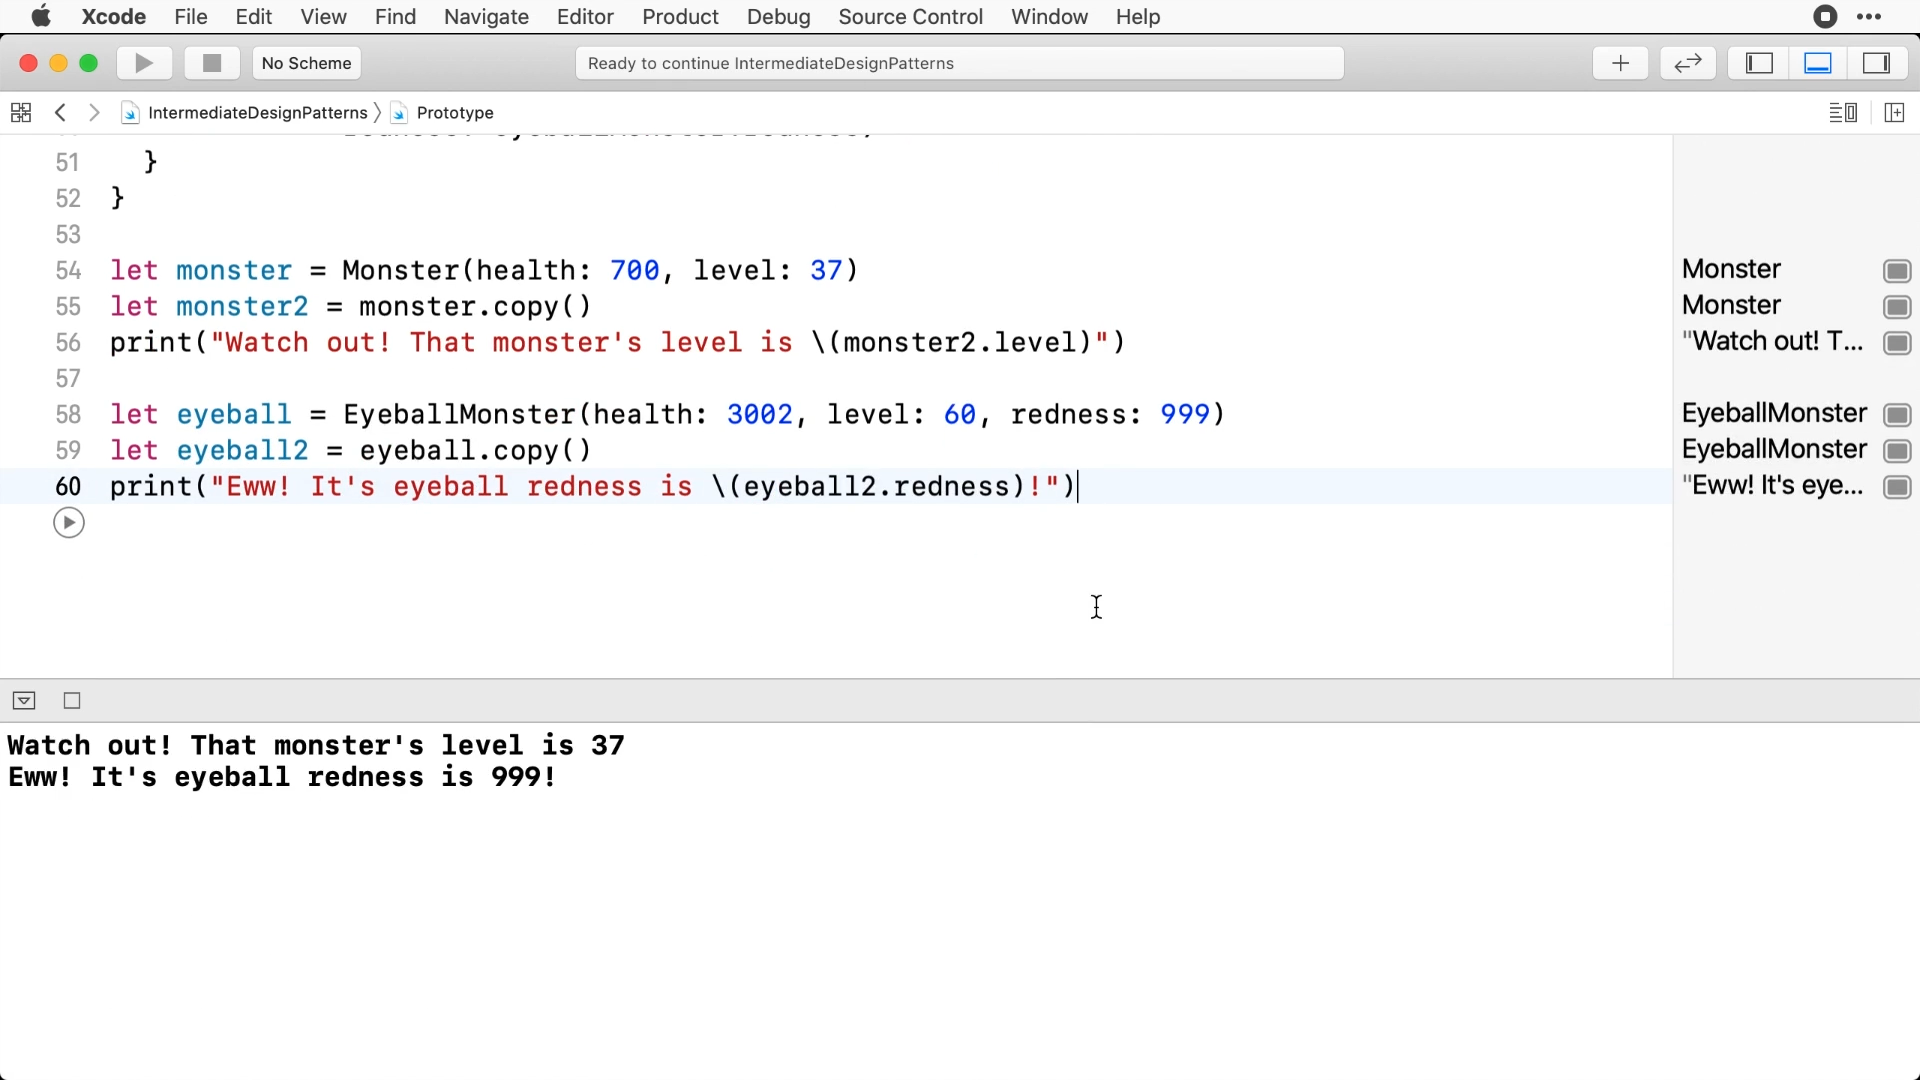 Xcode File Edit View Find Navigate Editor Product Debug Source Control Window Help
No Scheme Ready to continue IntermediateDesignPatterns
IntermediateDesignPatterns Prototype
51 }
52 }
53
54 let monster = Monster(health: 700, level: 37) Monster
55 let monster2 = monster.copy() Monster
56 print("Watch out! That monster's level is \(monster2.level)") "Watch out! T...
57
58 let eyeball = EyeballMonster(health: 3002, level: 60, redness: 999) EyeballMonster
59 let eyeball2 = eyeball.copy() EyeballMonster
60 print("Eww! It's eyeball redness is \(eyeball2.redness)!") "Eww! It's eye...
Watch out! That monster's level is 37
Eww! It's eyeball redness is 999!